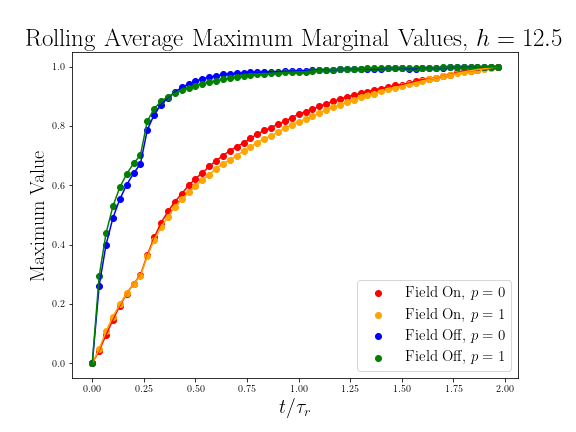 Rolling Average Maximum Marginal Values, h = 12.5
Maximum Value
1.0
0.8
0.6
0.4
0.2
0.0
Field On, p = 0
Field On, p = 1
Field Off, p = 0
Field Off, p = 1
0.00 0.25 0.50 0.75 1.00 1.25 1.50 1.75 2.00
t/τr